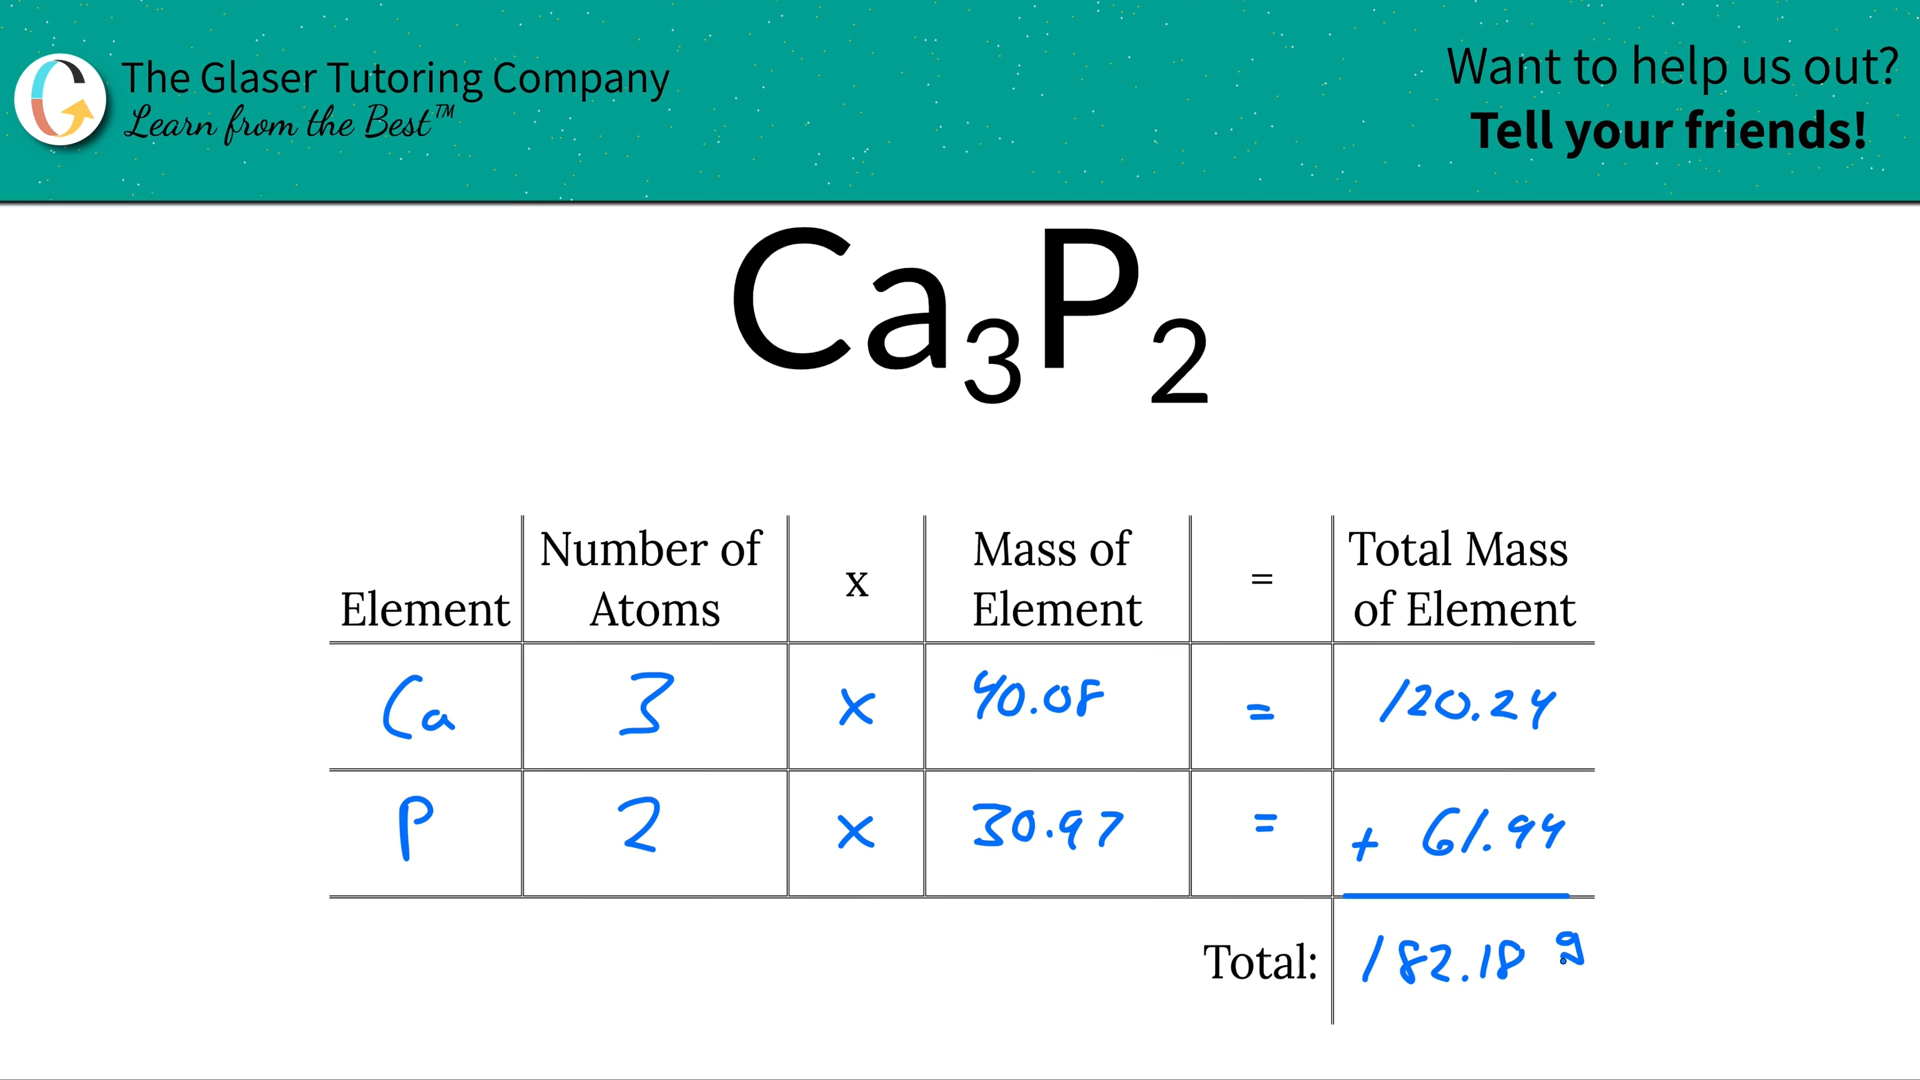 The Glaser Tutoring Company
Learn from the Best™
Want to help us out?
Tell your friends!
Ca₃P₂
Element Number of Atoms x Mass of Element = Total Mass of Element
Ca 3 x 40.08 = 120.24
P 2 x 30.97 = + 61.94
Total: 182.18 g